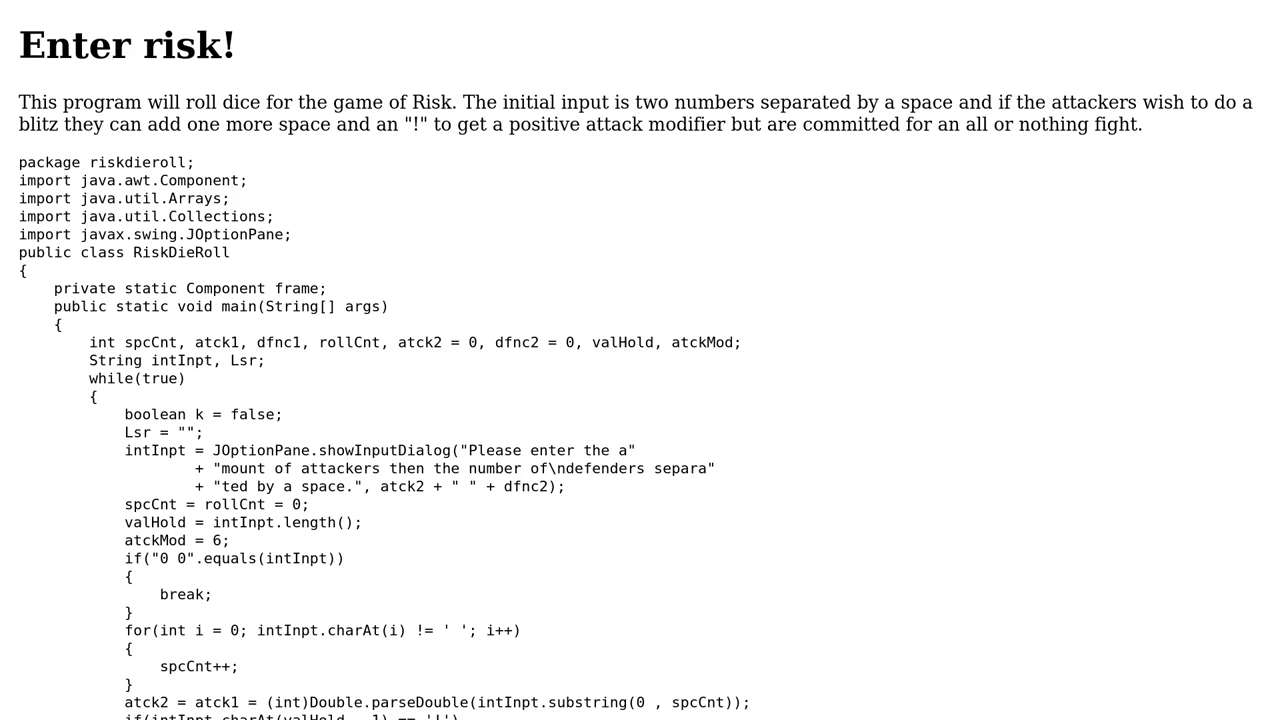 Enter risk!
This program will roll dice for the game of Risk. The initial input is two numbers separated by a space and if the attackers wish to do a
blitz they can add one more space and an "!" to get a positive attack modifier but are committed for an all or nothing fight.
package riskdieroll;
import java.awt.Component;
import java.util.Arrays;
import java.util.Collections;
import javax.swing.JOptionPane;
public class RiskDieRoll
{
    private static Component frame;
    public static void main(String[] args)
    {
        int spcCnt, atck1, dfnc1, rollCnt, atck2 = 0, dfnc2 = 0, valHold, atckMod;
        String intInpt, Lsr;
        while(true)
        {
            boolean k = false;
            Lsr = "";
            intInpt = JOptionPane.showInputDialog("Please enter the a"
                    + "mount of attackers then the number of\ndefenders separa"
                    + "ted by a space.", atck2 + " " + dfnc2);
            spcCnt = rollCnt = 0;
            valHold = intInpt.length();
            atckMod = 6;
            if("0 0".equals(intInpt))
            {
                break;
            }
            for(int i = 0; intInpt.charAt(i) != ' '; i++)
            {
                spcCnt++;
            }
            atck2 = atck1 = (int)Double.parseDouble(intInpt.substring(0 , spcCnt));
            if(intInpt.charAt(valHold - 1) == '!')